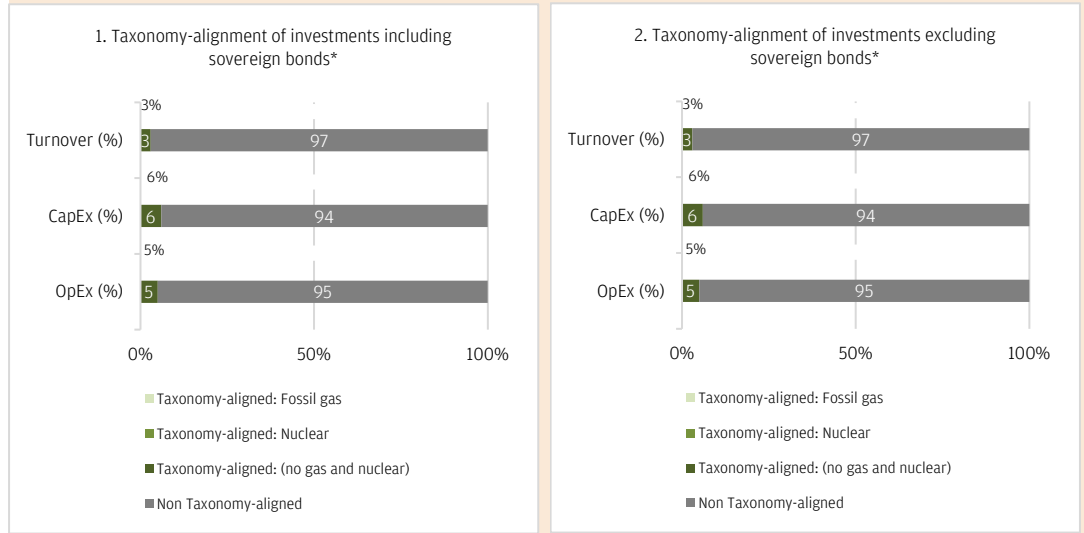 1. Taxonomy-alignment of investments including
sovereign bonds*
3%
Turnover (%)
3
97
6%
CapEx (%)
6
94
5%
OpEx (%)
5
95
0%
50%
100%
Taxonomy-aligned: Fossil gas
Taxonomy-aligned: Nuclear
Taxonomy-aligned: (no gas and nuclear)
Non Taxonomy-aligned
2. Taxonomy-alignment of investments excluding
sovereign bonds*
3%
Turnover (%)
3
97
6%
CapEx (%)
6
94
5%
OpEx (%)
5
95
0%
50%
100%
Taxonomy-aligned: Fossil gas
Taxonomy-aligned: Nuclear
Taxonomy-aligned: (no gas and nuclear)
Non Taxonomy-aligned